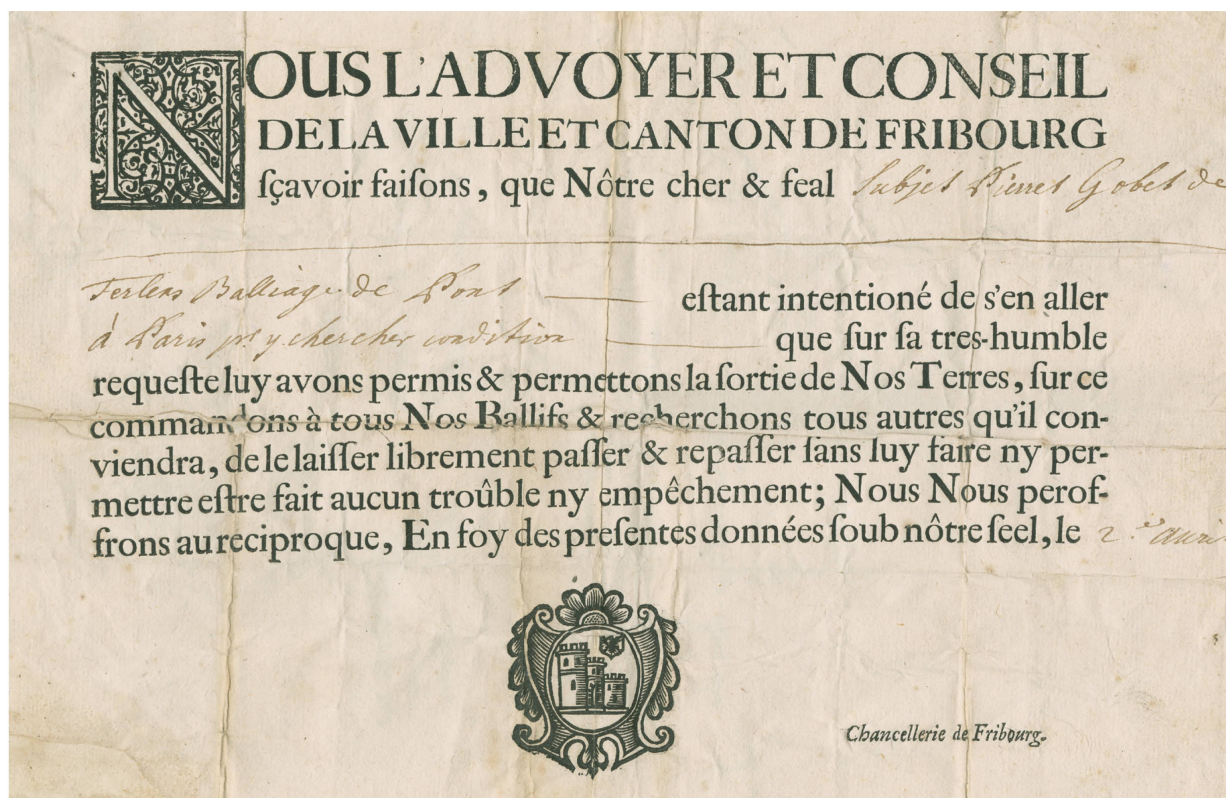 NOUS L'ADVOYER ET CONSEIL
DE LA VILLE ET CANTON DE FRIBOURG
ſçavoir faiſons, que Nôtre cher & feal Subjet Pierret Gobet de
Ferlens Balliage de Pont eſtant intentioné de s'en aller
à Paris pr y chercher condition que ſur ſa tres-humble
requeſte luy avons permis & permettons la ſortie de Nos Terres, ſur ce
commandons à tous Nos Ballifs & recherchons tous autres qu'il con-
viendra, de le laiſſer librement paſſer & repaſſer ſans luy faire ny per-
mettre eſtre fait aucun troûble ny empêchement; Nous Nous perof-
frons au reciproque, En foy des preſentes données ſoub nôtre ſeel, le 2.e
Chancellerie de Fribourg.